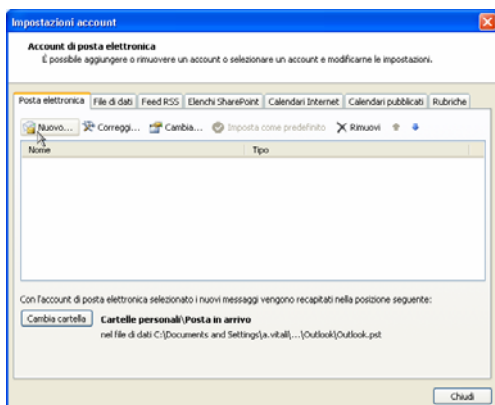 Impostazioni account
Account di posta elettronica
È possibile aggiungere o rimuovere un account o selezionare un account e modificarne le impostazioni.
Posta elettronica File di dati Feed RSS Elenchi SharePoint Calendari Internet Calendari pubblicati Rubriche
Nuovo... Correggi... Cambia... Imposta come predefinito Rimuovi
Nome Tipo
Con l'account di posta elettronica selezionato i nuovi messaggi vengono recapitati nella posizione seguente:
Cambia cartella Cartelle personali\Posta in arrivo
nel file di dati C:\Documents and Settings\a.vitali\...\Outlook\Outlook.pst
Chiudi